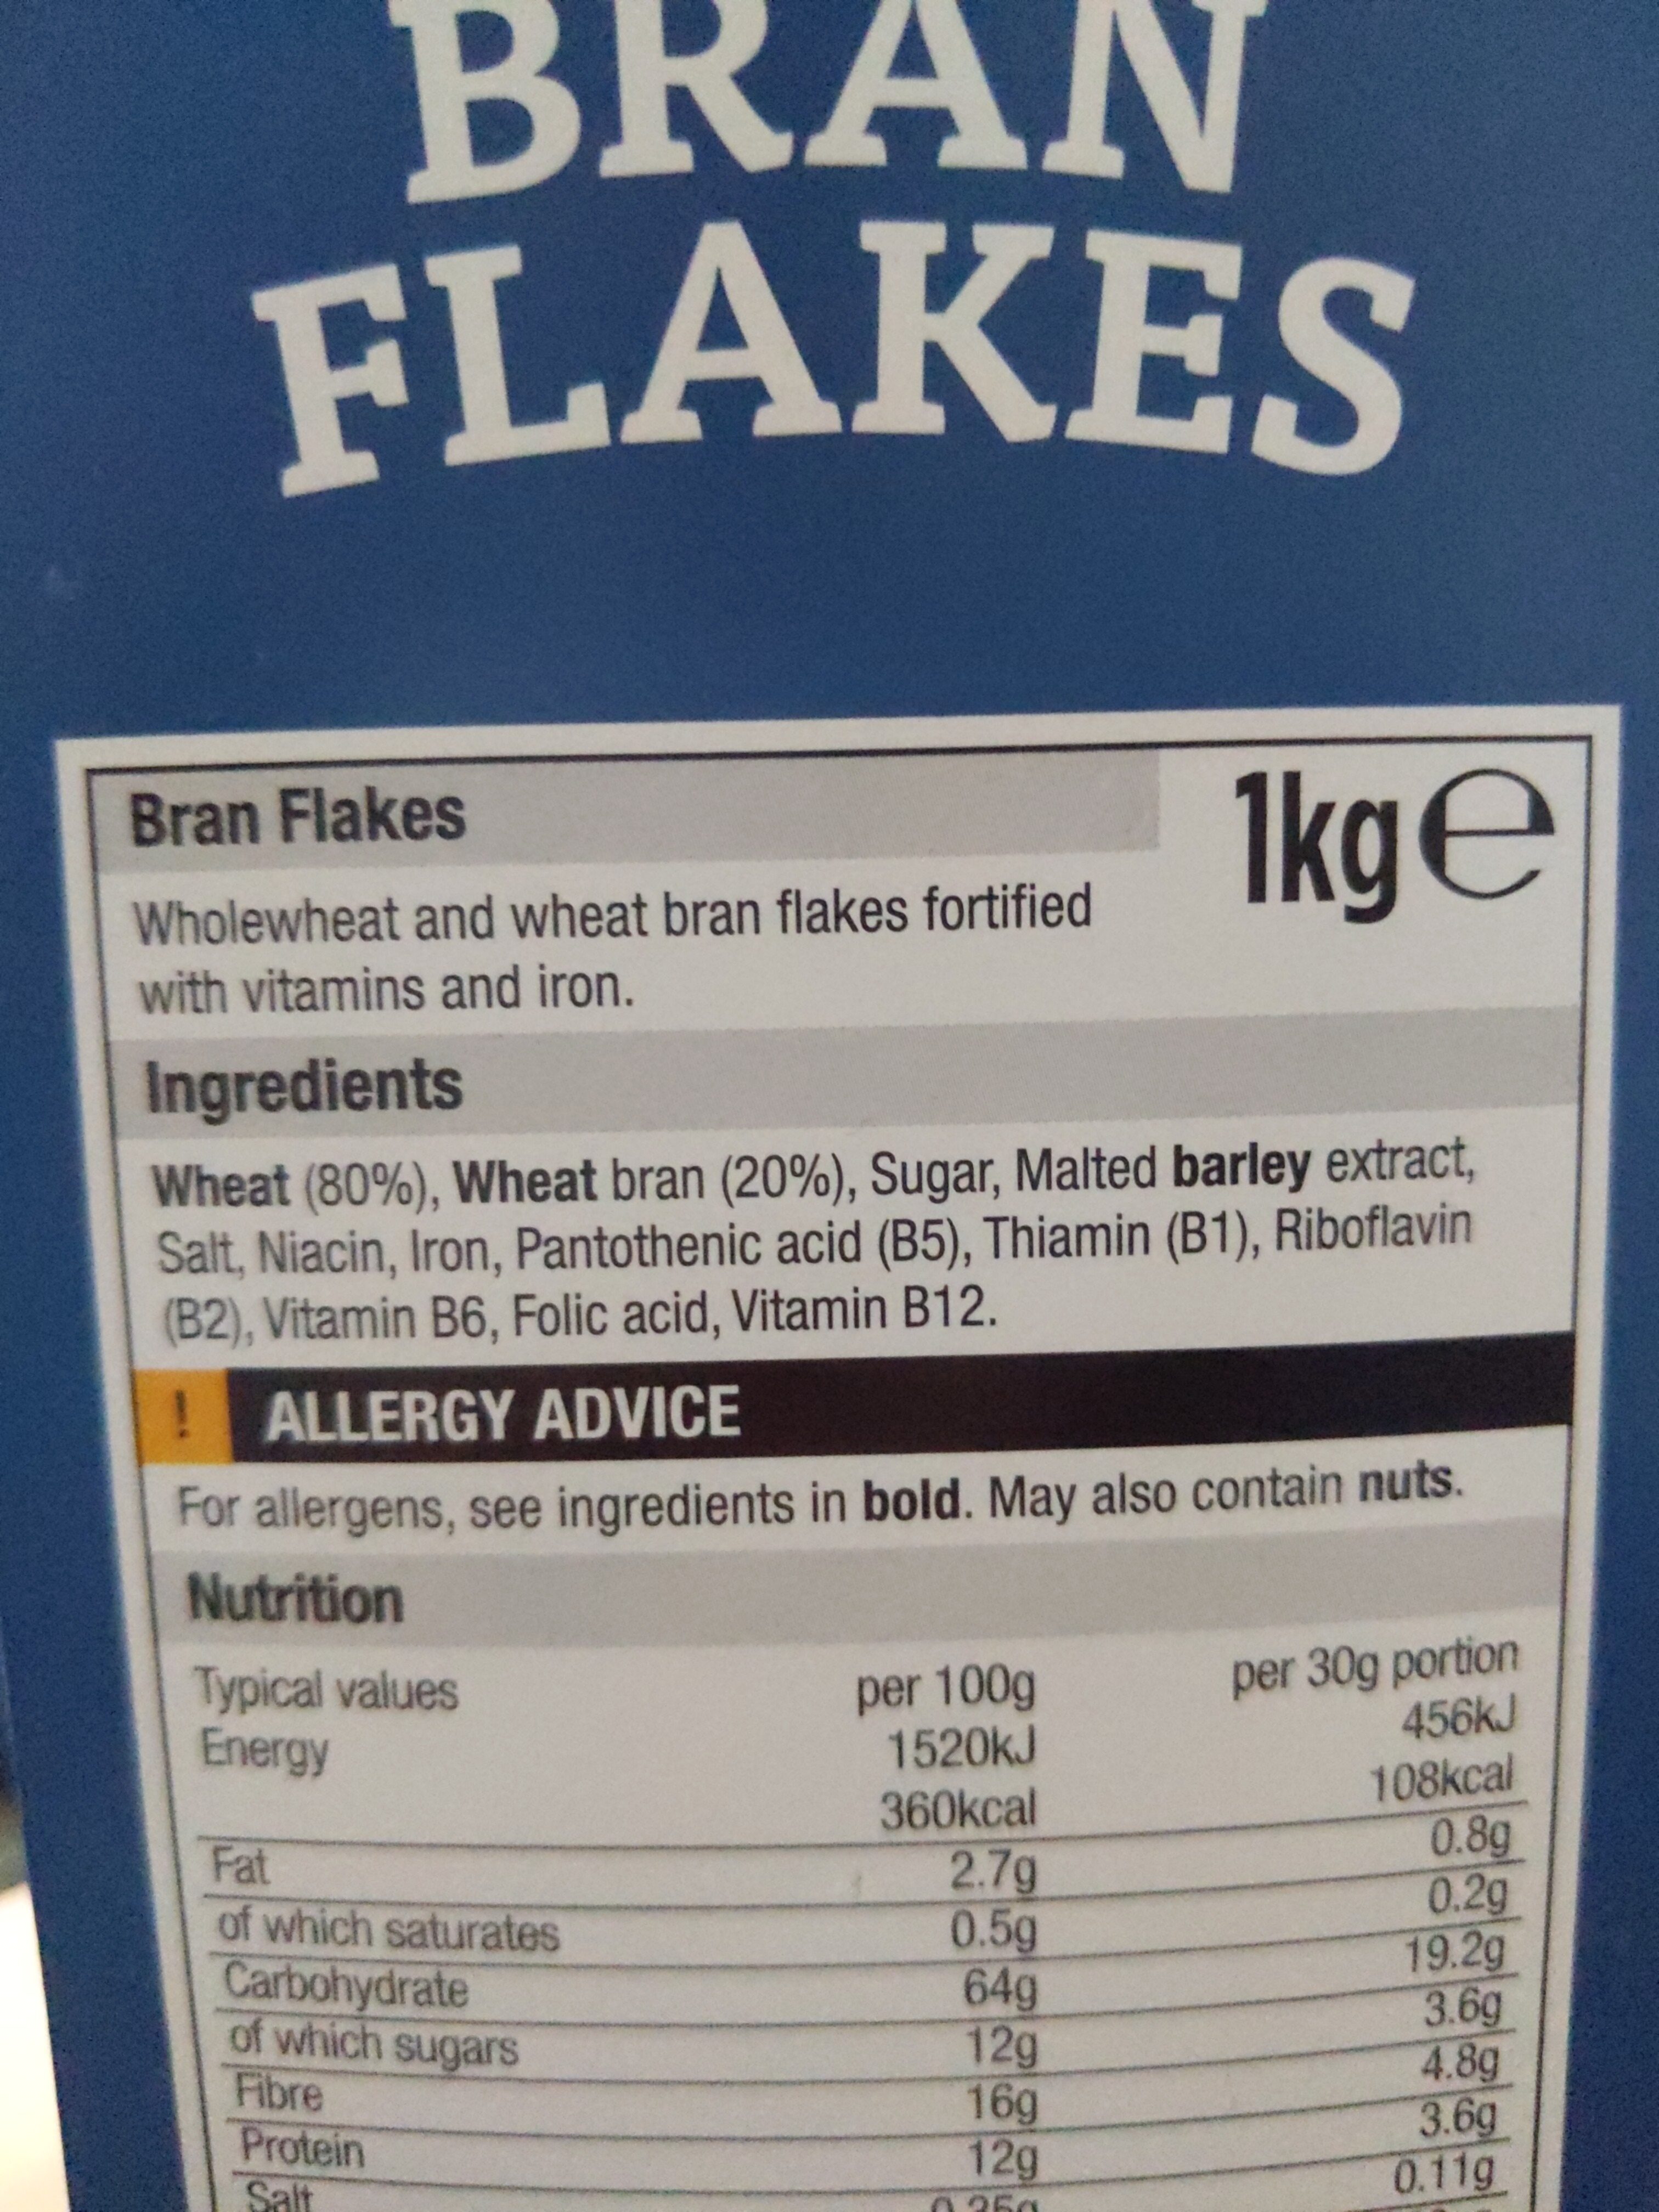 BRAN
FLAKES
Bran Flakes
1kg e
Wholewheat and wheat bran flakes fortified
with vitamins and iron.
Ingredients
Wheat (80%), Wheat bran (20%), Sugar, Malted barley extract,
Salt, Niacin, Iron, Pantothenic acid (B5), Thiamin (B1), Riboflavin
(B2), Vitamin B6, Folic acid, Vitamin B12.
! ALLERGY ADVICE
For allergens, see ingredients in bold. May also contain nuts.
Nutrition
Typical values per 100g per 30g portion
Energy 1520kJ 456kJ
360kcal 108kcal
Fat 2.7g 0.8g
of which saturates 0.5g 0.2g
Carbohydrate 64g 19.2g
of which sugars 12g 3.6g
Fibre 16g 4.8g
Protein 12g 3.6g
Salt 0.11g